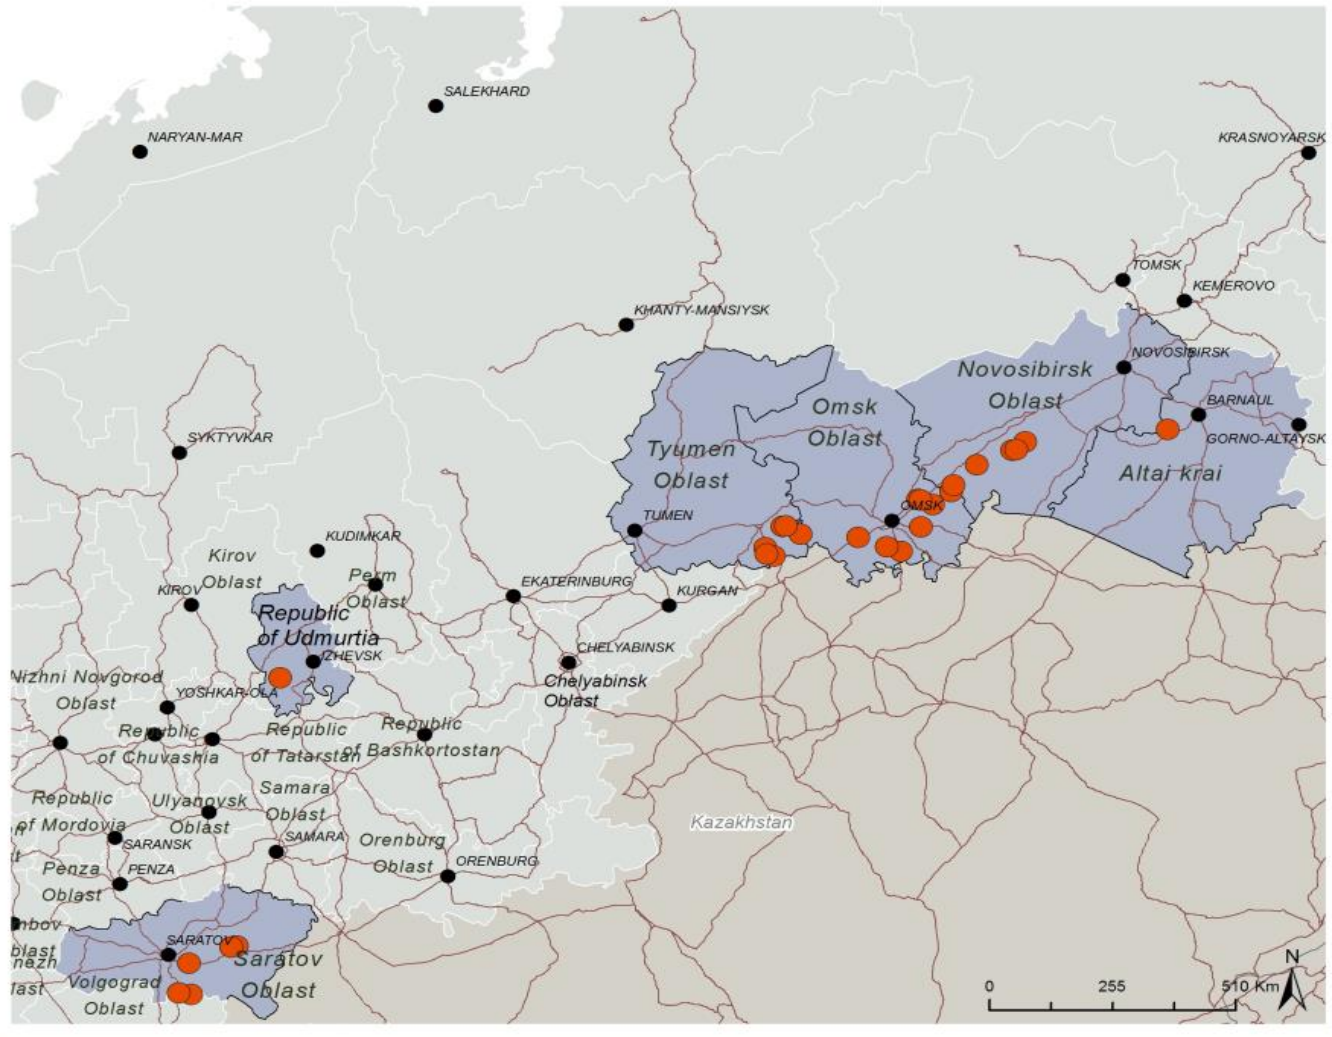 SALEKHARD
NARYAN-MAR
KRASNOYARSK
TOMSK
KEMEROVO
KHANTY-MANSIYSK
NOVOSIBIRSK
Novosibirsk
Oblast
BARNAUL
Omsk
Oblast
GORNO-ALTAYSK
SYKTYVKAR
Tyumen
Oblast
Altai krai
OMSK
TUMEN
KUDIMKAR
Kirov
Oblast
Perm
Oblast
EKATERINBURG
KIROV
KURGAN
Republic
of Udmurtia
IZHEVSK
CHELYABINSK
Chelyabinsk
Oblast
Nizhni Novgorod
Oblast
YOSHKAR-OLA
Republic
of Chuvashia
Republic
of Tatarstan
Republic
of Bashkortostan
Samara
Oblast
Republic
of Mordovia
Ulyanovsk
Oblast
Kazakhstan
SARANSK
SAMARA
Orenburg
Oblast
ORENBURG
Penza
Oblast
PENZA
mbov
blast
nezh
last
SARATOV
Saratov
Oblast
Volgograd
Oblast
N
0 255 510 Km